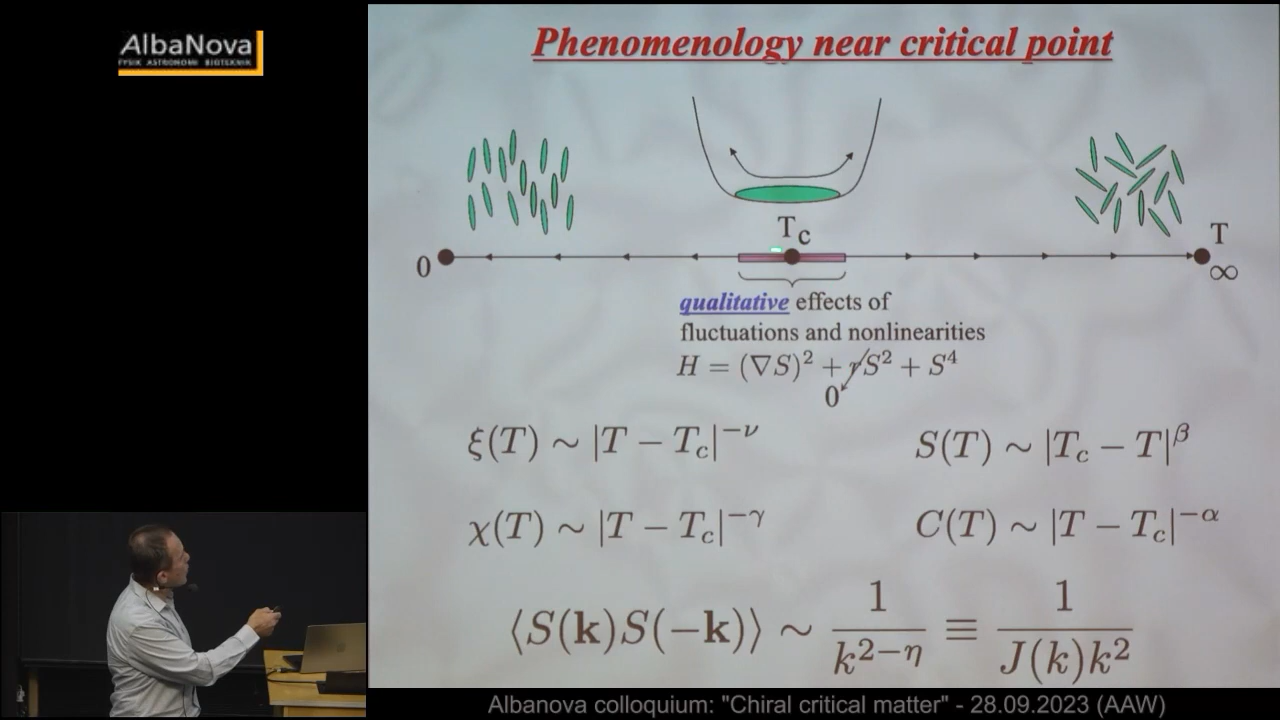 AlbaNova
FYSIK ASTRONOMI BIOTEKNIK
Phenomenology near critical point
T_c
0
T
∞
qualitative effects of
fluctuations and nonlinearities
H = (∇S)² + rS² + S⁴
0
ξ(T) ∼ |T − T_c|^{−ν}
S(T) ∼ |T_c − T|^β
χ(T) ∼ |T − T_c|^{−γ}
C(T) ∼ |T − T_c|^{−α}
⟨S(𝐤)S(−𝐤)⟩ ∼ 1/k^{2−η} ≡ 1/(J(k)k²)
Albanova colloquium: "Chiral critical matter" - 28.09.2023 (AAW)